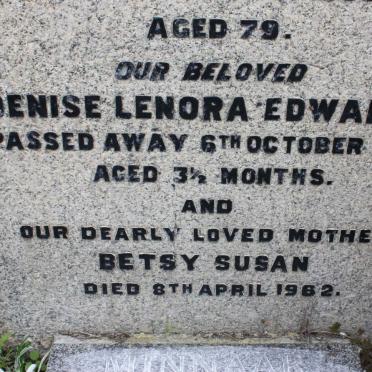 AGED 79.
OUR BELOVED
DENISE LENORA EDWA
PASSED AWAY 6TH OCTOBER
AGED 3½ MONTHS.
AND
OUR DEARLY LOVED MOTHE
BETSY SUSAN
DIED 8TH APRIL 1962.